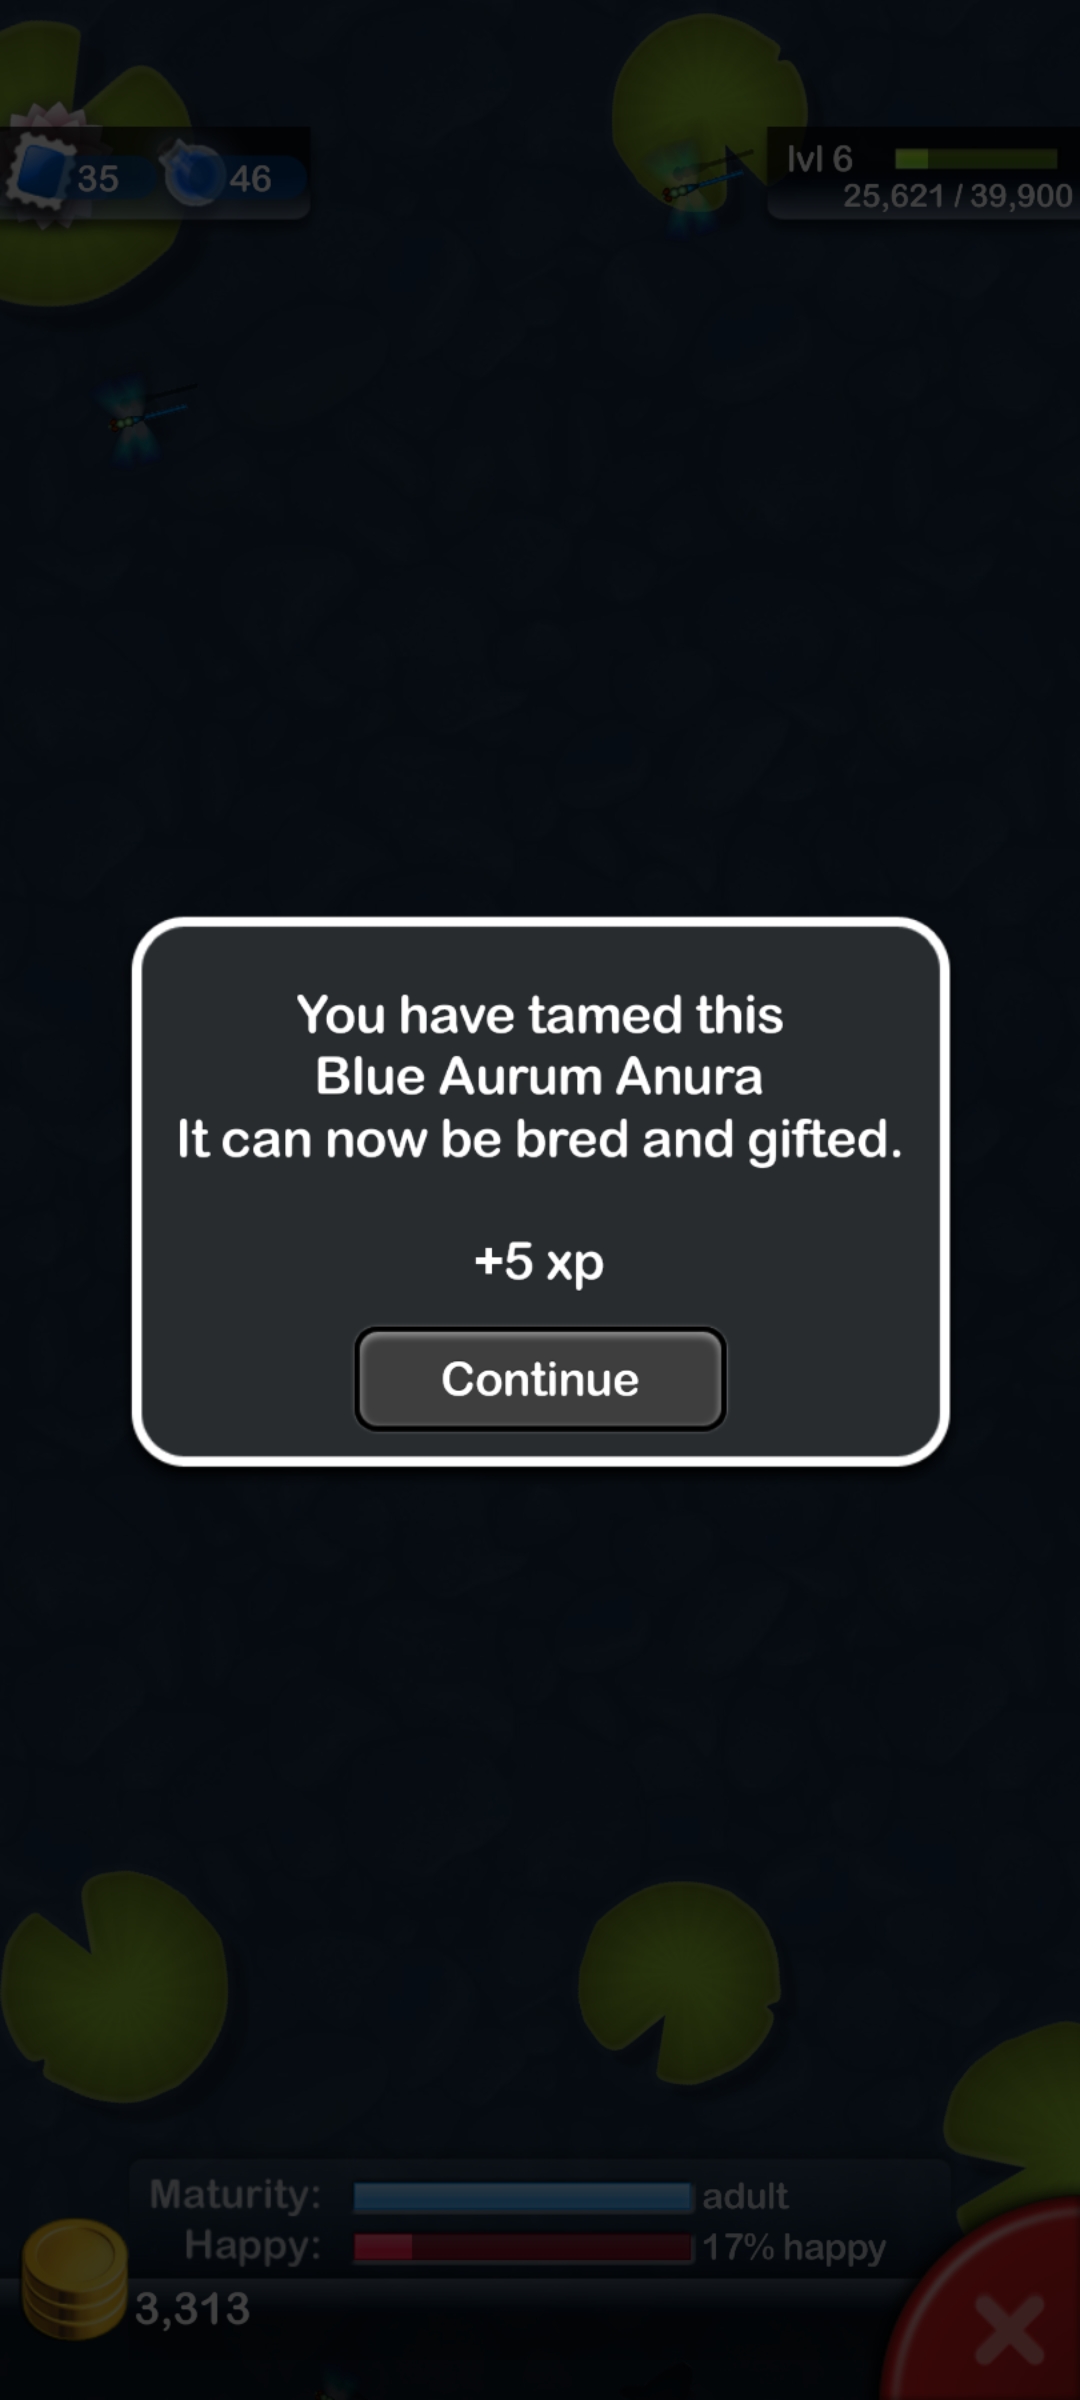 35
46
lvl 6
25,621 / 39,900
You have tamed this
Blue Aurum Anura
It can now be bred and gifted.
+5 xp
Continue
Maturity: adult
Happy: 17% happy
3,313